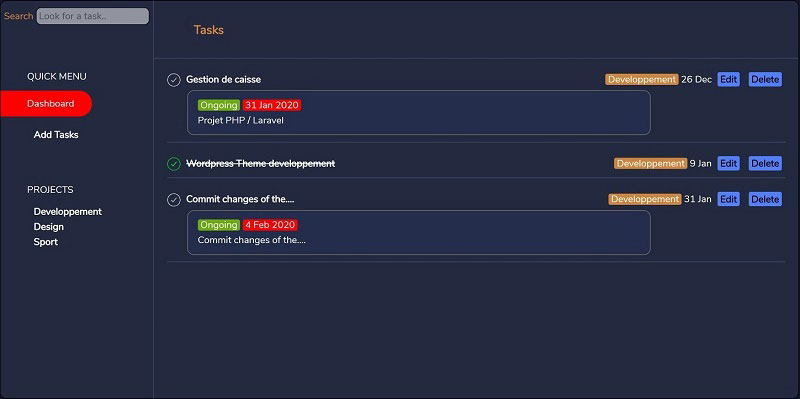 Search Look for a task..
QUICK MENU
Dashboard
Add Tasks
PROJECTS
Developpement
Design
Sport
Tasks
Gestion de caisse Developpement 26 Dec Edit Delete
Ongoing 31 Jan 2020
Projet PHP / Laravel
Wordpress Theme developpement Developpement 9 Jan Edit Delete
Commit changes of the.... Developpement 31 Jan Edit Delete
Ongoing 4 Feb 2020
Commit changes of the....